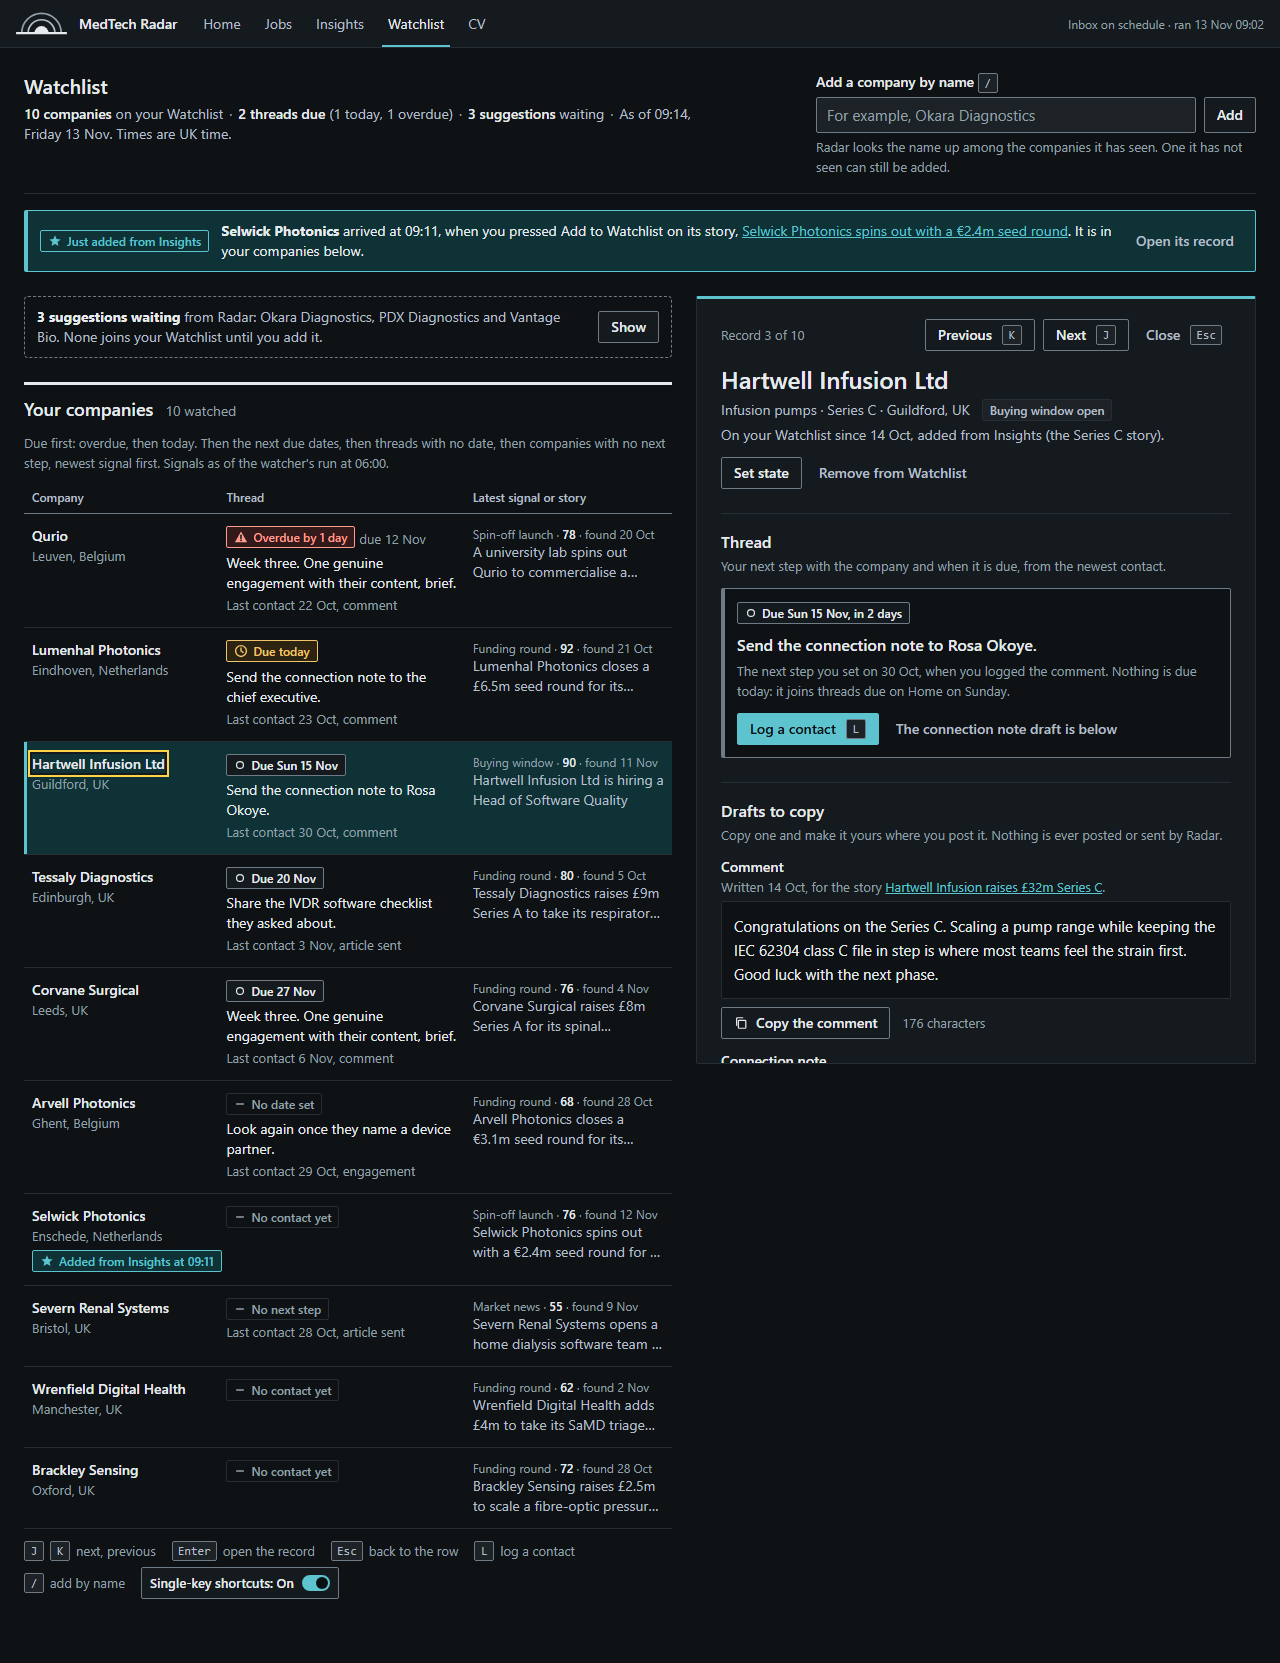 MedTech Radar
Home
Jobs
Insights
Watchlist
CV
Inbox on schedule · ran 13 Nov 09:02
Watchlist
10 companies on your Watchlist · 2 threads due (1 today, 1 overdue) · 3 suggestions waiting · As of 09:14,
Friday 13 Nov. Times are UK time.
Add a company by name /
For example, Okara Diagnostics
Add
Radar looks the name up among the companies it has seen. One it has not
seen can still be added.
Just added from Insights
Selwick Photonics arrived at 09:11, when you pressed Add to Watchlist on its story, Selwick Photonics spins out with a €2.4m seed round. It is in
your companies below.
Open its record
3 suggestions waiting from Radar: Okara Diagnostics, PDX Diagnostics and Vantage
Bio. None joins your Watchlist until you add it.
Show
Your companies 10 watched
Due first: overdue, then today. Then the next due dates, then threads with no date, then companies with no next
step, newest signal first. Signals as of the watcher's run at 06:00.
Company
Thread
Latest signal or story
Qurio
Leuven, Belgium
Overdue by 1 day due 12 Nov
Week three. One genuine
engagement with their content, brief.
Last contact 22 Oct, comment
Spin-off launch · 78 · found 20 Oct
A university lab spins out
Qurio to commercialise a...
Lumenhal Photonics
Eindhoven, Netherlands
Due today
Send the connection note to the
chief executive.
Last contact 23 Oct, comment
Funding round · 92 · found 21 Oct
Lumenhal Photonics closes a
£6.5m seed round for its...
Hartwell Infusion Ltd
Guildford, UK
Due Sun 15 Nov
Send the connection note to Rosa
Okoye.
Last contact 30 Oct, comment
Buying window · 90 · found 11 Nov
Hartwell Infusion Ltd is hiring a
Head of Software Quality
Tessaly Diagnostics
Edinburgh, UK
Due 20 Nov
Share the IVDR software checklist
they asked about.
Last contact 3 Nov, article sent
Funding round · 80 · found 5 Oct
Tessaly Diagnostics raises £9m
Series A to take its respirator...
Corvane Surgical
Leeds, UK
Due 27 Nov
Week three. One genuine
engagement with their content, brief.
Last contact 6 Nov, comment
Funding round · 76 · found 4 Nov
Corvane Surgical raises £8m
Series A for its spinal...
Arvell Photonics
Ghent, Belgium
No date set
Look again once they name a device
partner.
Last contact 29 Oct, engagement
Funding round · 68 · found 28 Oct
Arvell Photonics closes a
€3.1m seed round for its...
Selwick Photonics
Enschede, Netherlands
Added from Insights at 09:11
No contact yet
Spin-off launch · 76 · found 12 Nov
Selwick Photonics spins out
with a €2.4m seed round for ...
Severn Renal Systems
Bristol, UK
No next step
Last contact 28 Oct, article sent
Market news · 55 · found 9 Nov
Severn Renal Systems opens a
home dialysis software team ...
Wrenfield Digital Health
Manchester, UK
No contact yet
Funding round · 62 · found 2 Nov
Wrenfield Digital Health adds
£4m to take its SaMD triage...
Brackley Sensing
Oxford, UK
No contact yet
Funding round · 72 · found 28 Oct
Brackley Sensing raises £2.5m
to scale a fibre-optic pressur...
J K next, previous Enter open the record Esc back to the row L log a contact
/ add by name Single-key shortcuts: On
Record 3 of 10
Previous K
Next J
Close Esc
Hartwell Infusion Ltd
Infusion pumps · Series C · Guildford, UK Buying window open
On your Watchlist since 14 Oct, added from Insights (the Series C story).
Set state
Remove from Watchlist
Thread
Your next step with the company and when it is due, from the newest contact.
Due Sun 15 Nov, in 2 days
Send the connection note to Rosa Okoye.
The next step you set on 30 Oct, when you logged the comment. Nothing is due
today: it joins threads due on Home on Sunday.
Log a contact L
The connection note draft is below
Drafts to copy
Copy one and make it yours where you post it. Nothing is ever posted or sent by Radar.
Comment
Written 14 Oct, for the story Hartwell Infusion raises £32m Series C.
Congratulations on the Series C. Scaling a pump range while keeping the
IEC 62304 class C file in step is where most teams feel the strain first.
Good luck with the next phase.
Copy the comment
176 characters
Connection note